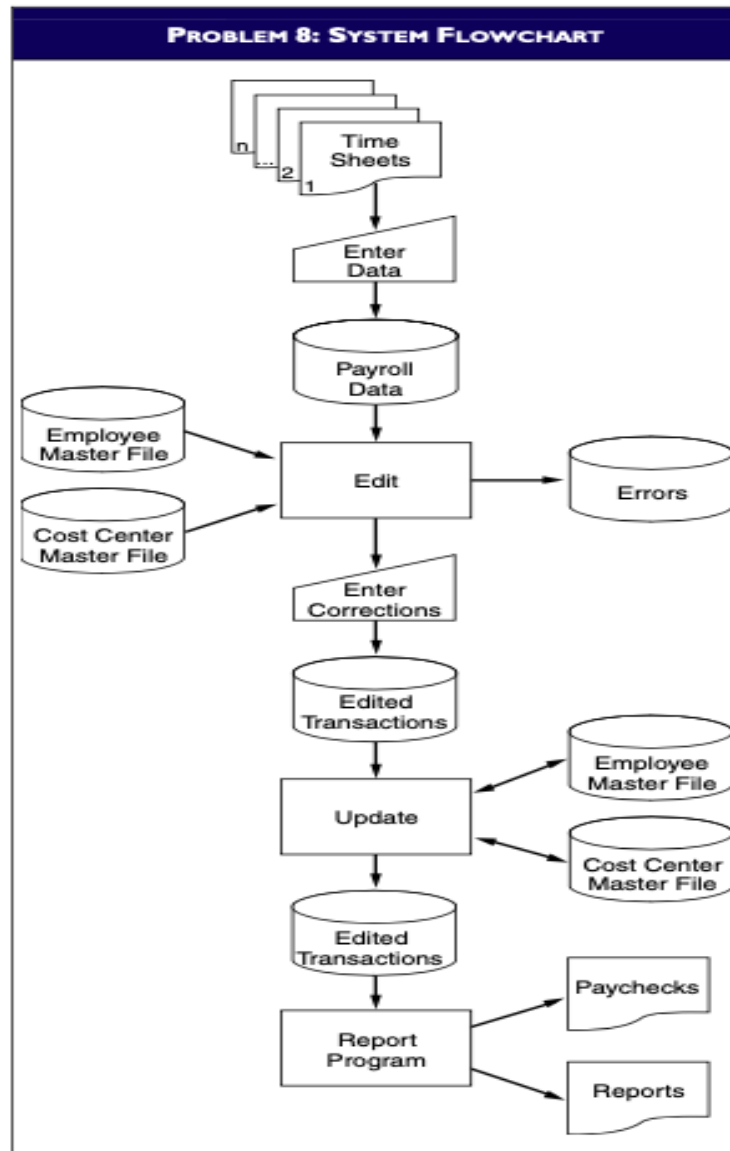 PROBLEM 8: SYSTEM FLOWCHART
n
...
2
1
Time
Sheets
Enter
Data
Payroll
Data
Employee
Master File
Cost Center
Master File
Edit
Errors
Enter
Corrections
Edited
Transactions
Update
Employee
Master File
Cost Center
Master File
Edited
Transactions
Report
Program
Paychecks
Reports